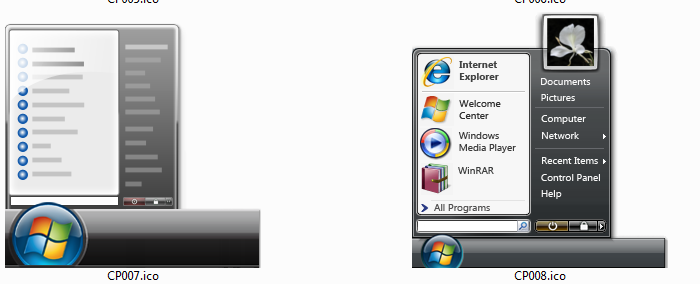 CP005.ico
CP006.ico
Internet
Explorer
Welcome
Center
Windows
Media Player
WinRAR
All Programs
Documents
Pictures
Computer
Network
Recent Items
Control Panel
Help
CP007.ico
CP008.ico